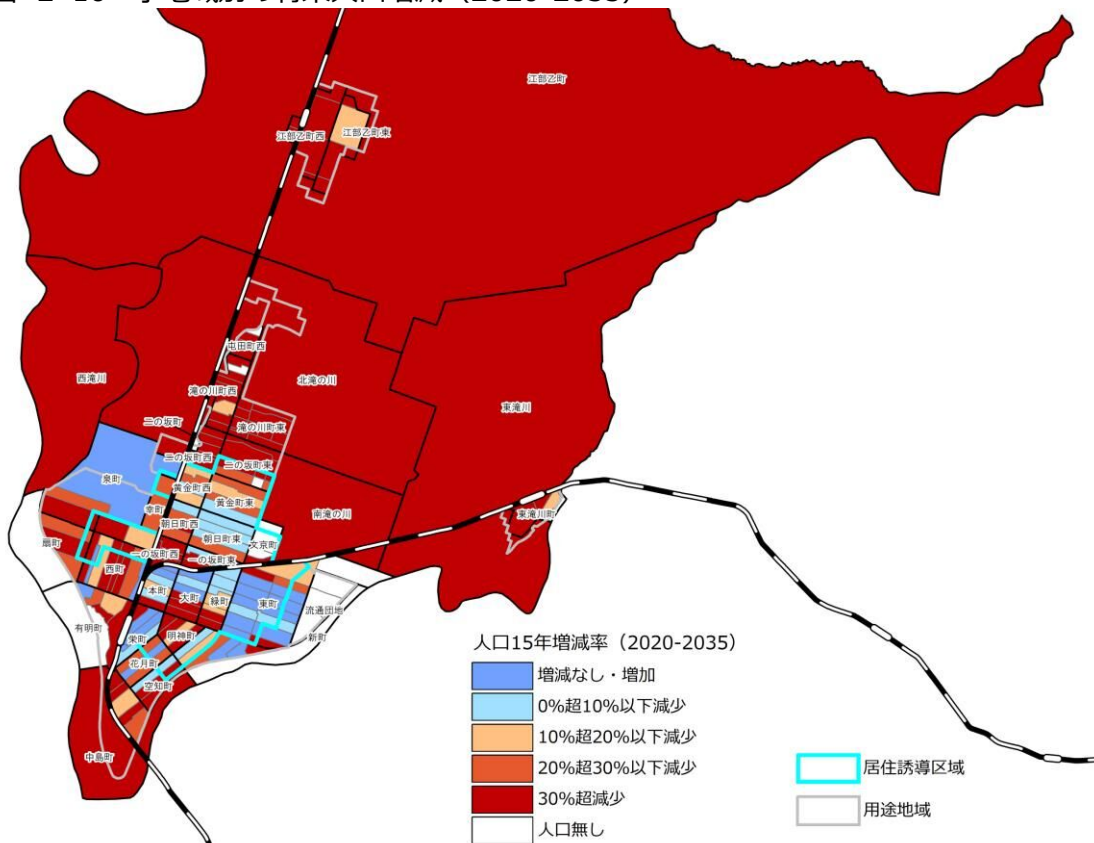 江部乙町
江部乙町西
江部乙町東
屯田町西
西滝川
北滝の川
東滝川
滝の川町西
滝の川町東
二の坂町
二の坂町西
二の坂町東
泉町
黄金町西
黄金町東
幸町
南滝の川
東滝川町
朝日町西
朝日町東
文京町
扇町
一の坂町西
一の坂町東
西町
本町
大町
緑町
東町
流通団地
有明町
栄町
明神町
新町
花月町
空知町
中島町
人口15年増減率(2020-2035)
増減なし・増加
0%超10%以下減少
10%超20%以下減少
20%超30%以下減少
30%超減少
人口無し
居住誘導区域
用途地域